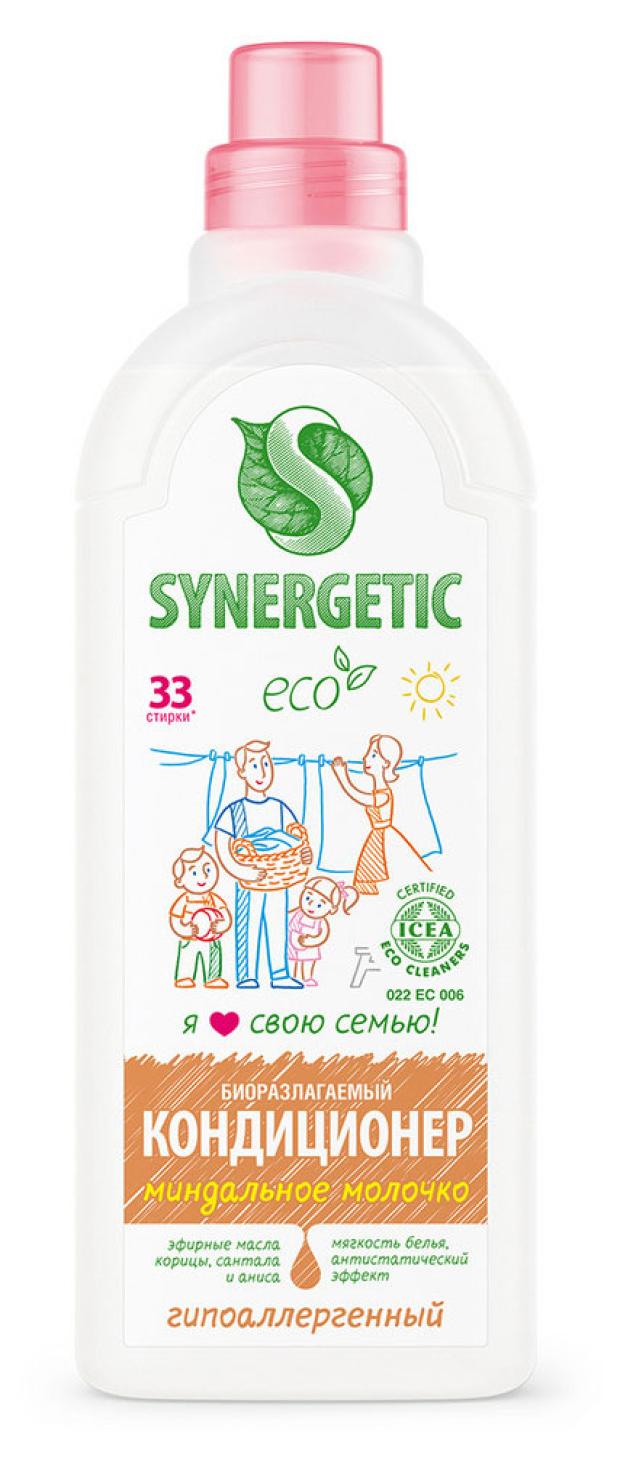 SYNERGETIC
33
стирки*
eco
CERTIFIED
ICEA
ECO CLEANERS
022 EC 006
я свою семью!
БИОРАЗЛАГАЕМЫЙ
КОНДИЦИОНЕР
миндальное молочко
эфирные масла
корицы, сантала
и аниса
мягкость белья,
антистатический
эффект
гипоаллергенный